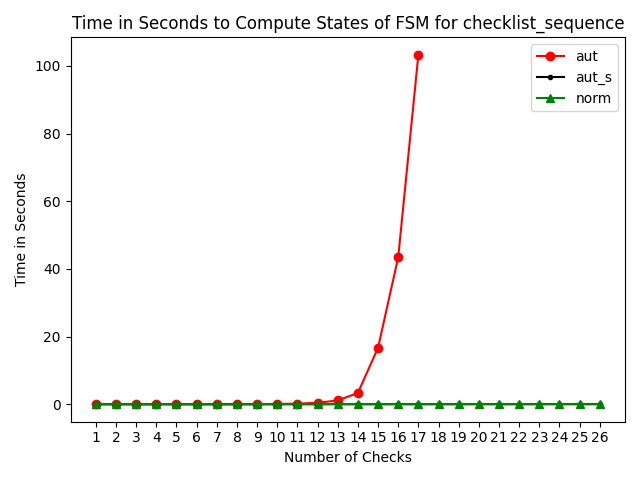 Time in Seconds to Compute States of FSM for checklist_sequence
aut
aut_s
norm
Time in Seconds
100
80
60
40
20
0
1 2 3 4 5 6 7 8 9 10 11 12 13 14 15 16 17 18 19 20 21 22 23 24 25 26
Number of Checks